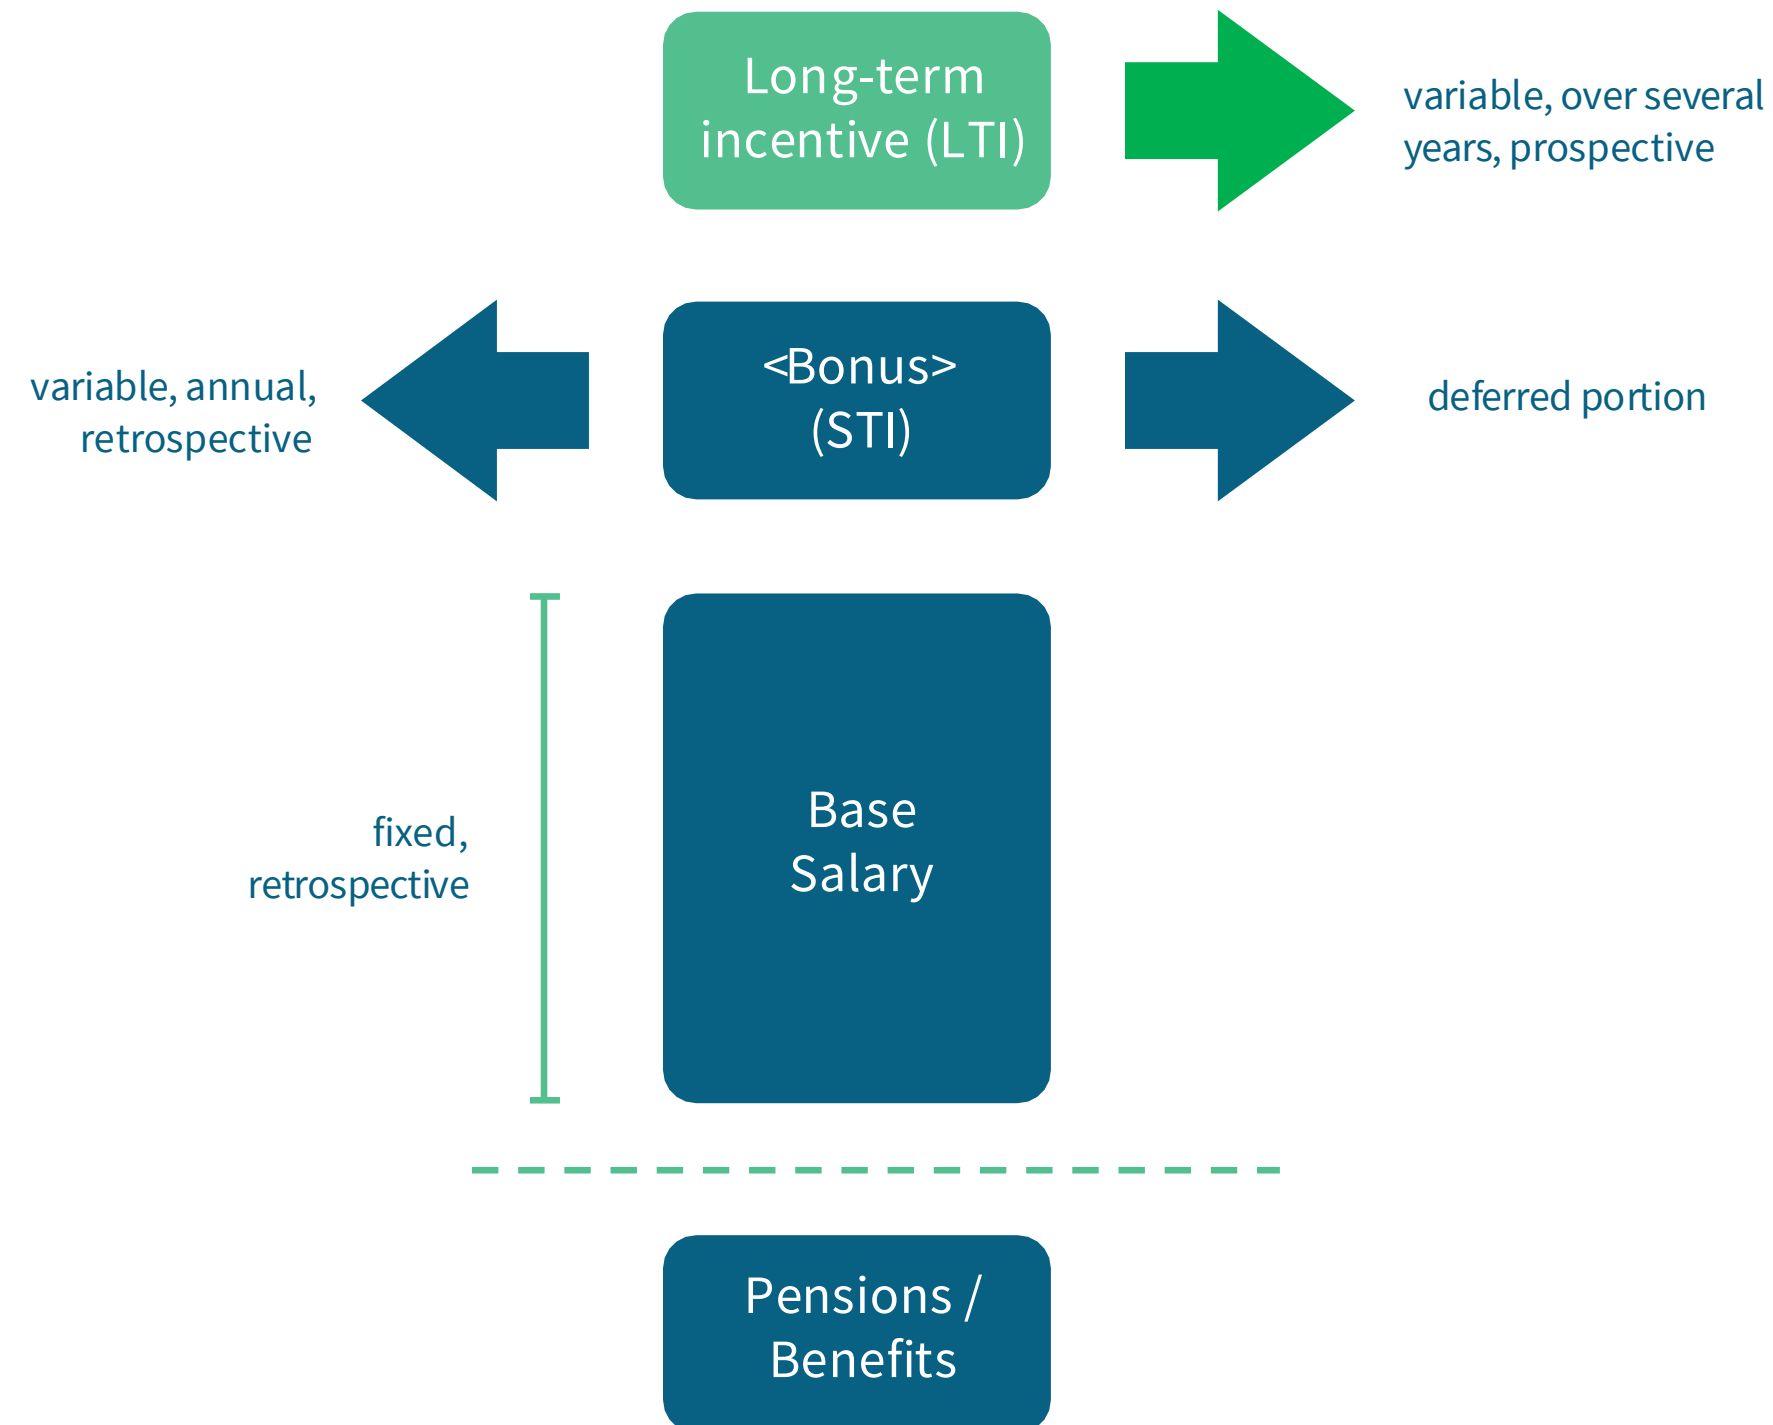 Long-term
incentive (LTI)
variable, over several
years, prospective
variable, annual,
retrospective
<Bonus>
(STI)
deferred portion
fixed,
retrospective
Base
Salary
Pensions /
Benefits